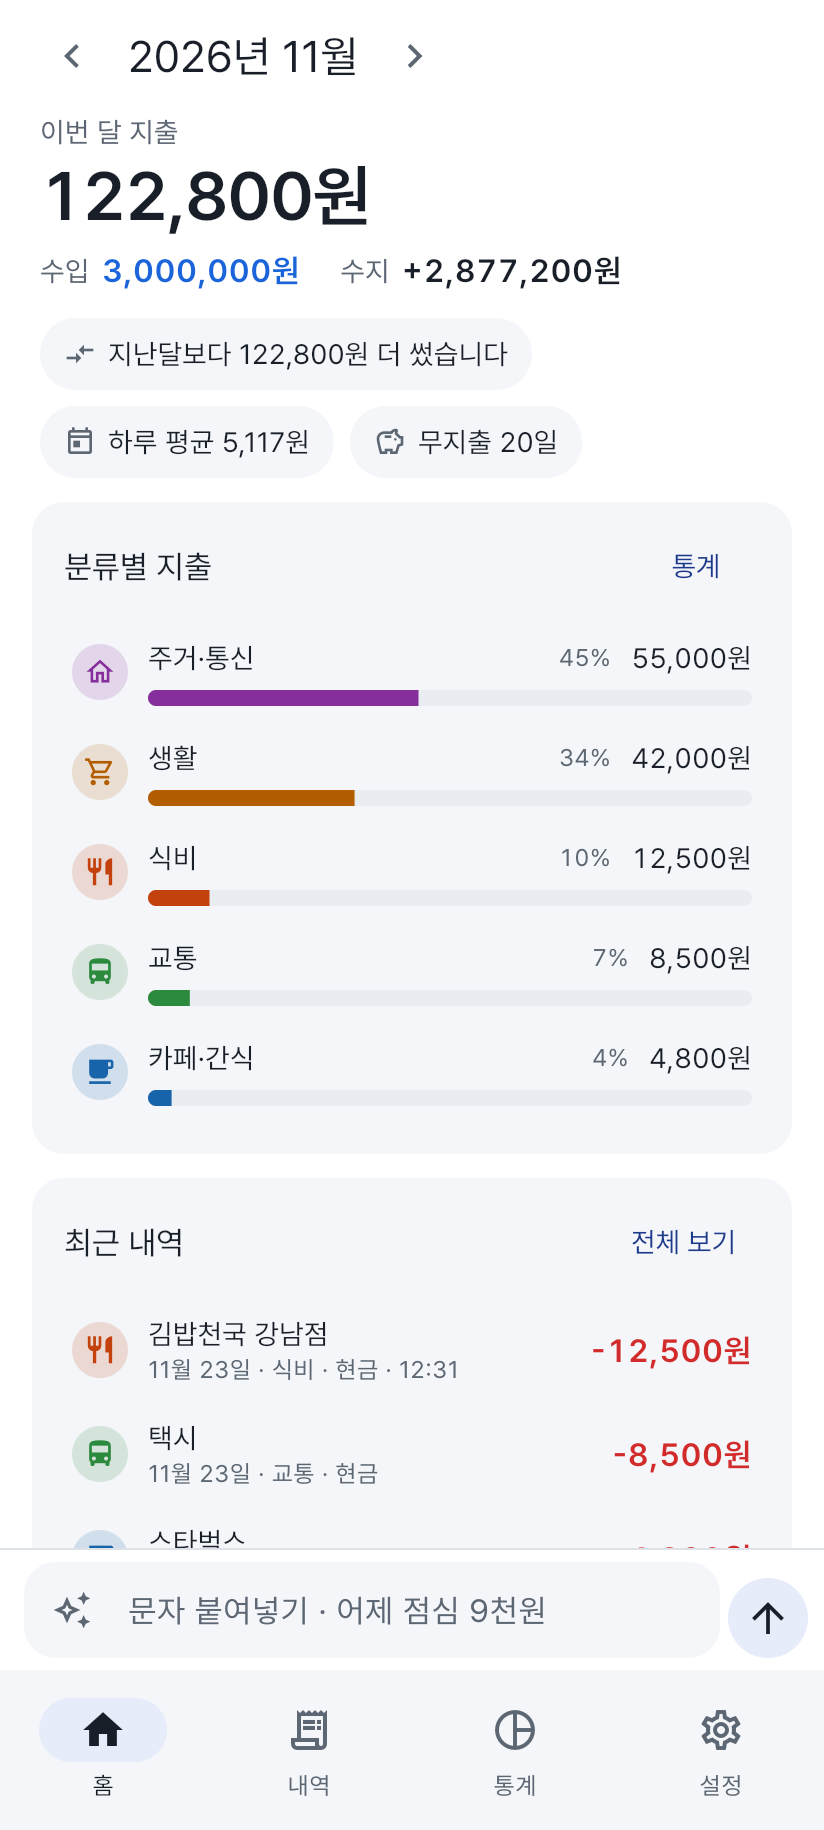 2026년 11월
이번 달 지출
122,800원
수입 3,000,000원 수지 +2,877,200원
지난달보다 122,800원 더 썼습니다
하루 평균 5,117원 무지출 20일
분류별 지출 통계
주거·통신 45% 55,000원
생활 34% 42,000원
식비 10% 12,500원
교통 7% 8,500원
카페·간식 4% 4,800원
최근 내역 전체 보기
김밥천국 강남점 -12,500원
11월 23일 · 식비 · 현금 · 12:31
택시 -8,500원
11월 23일 · 교통 · 현금
스타벅스
문자 붙여넣기 · 어제 점심 9천원
홈 내역 통계 설정